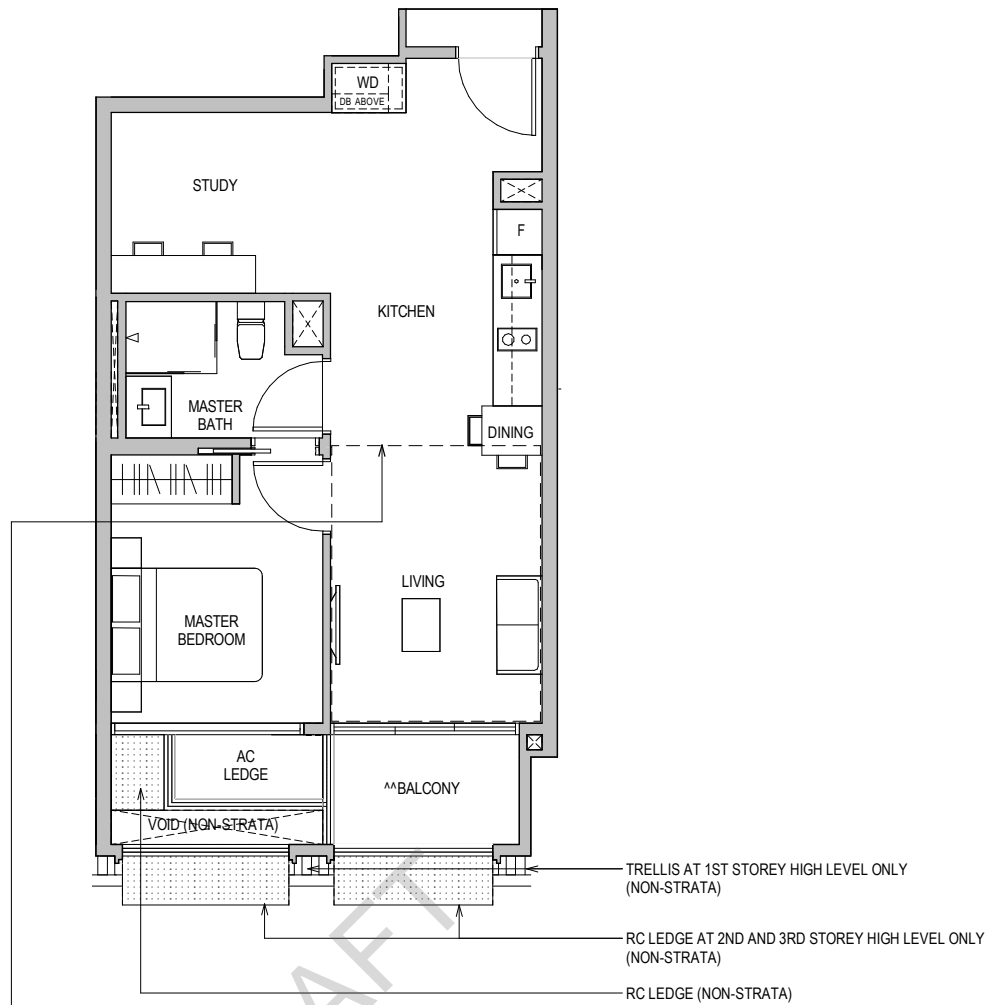 WD
DB ABOVE
STUDY
F
KITCHEN
MASTER
BATH
DINING
LIVING
MASTER
BEDROOM
AC
LEDGE
^^BALCONY
VOID (NON-STRATA)
TRELLIS AT 1ST STOREY HIGH LEVEL ONLY
(NON-STRATA)
RC LEDGE AT 2ND AND 3RD STOREY HIGH LEVEL ONLY
(NON-STRATA)
RC LEDGE (NON-STRATA)
AFT